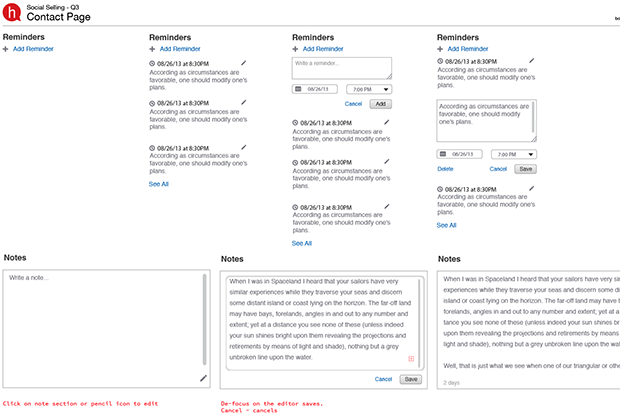 h
Social Selling - Q3
Contact Page
Reminders
+ Add Reminder
Reminders
+ Add Reminder
08/26/13 at 8:30PM
According as circumstances are
favorable, one should modify one's
plans.
08/26/13 at 8:30PM
According as circumstances are
favorable, one should modify one's
plans.
08/26/13 at 8:30PM
According as circumstances are
favorable, one should modify one's
plans.
See All
Reminders
+ Add Reminder
Write a reminder...
08/26/13
7:00 PM
Cancel
Add
08/26/13 at 8:30PM
According as circumstances are
favorable, one should modify one's
plans.
08/26/13 at 8:30PM
According as circumstances are
favorable, one should modify one's
plans.
08/26/13 at 8:30PM
According as circumstances are
favorable, one should modify one's
plans.
See All
Reminders
+ Add Reminder
08/26/13 at 8:30PM
According as circumstances are
favorable, one should modify one's
plans.
According as circumstances are
favorable, one should modify
one's plans.
08/26/13
7:00 PM
Delete
Cancel
Save
08/26/13 at 8:30PM
According as circumstances are
favorable, one should modify one's
plans.
See All
Notes
Write a note...
Click on note section or pencil icon to edit
Notes
When I was in Spaceland I heard that your sailors have very
similar experiences while they traverse your seas and discern
some distant island or coast lying on the horizon. The far-off land
may have bays, forelands, angles in and out to any number and
extent; yet at a distance you see none of these (unless indeed
your sun shines bright upon them revealing the projections and
retirements by means of light and shade), nothing but a grey
unbroken line upon the water.
Cancel
Save
De-focus on the editor saves.
Cancel - cancels
Notes
When I was in Spaceland I heard that your sailors have very
experiences while they traverse your seas and discern some di
island or coast lying on the horizon. The far-off land may have b
forelands, angles in and out to any number and extent; yet at a
tance you see none of these (unless indeed your sun shines br
upon them revealing the projections and retirements by means
light and shade), nothing but a grey unbroken line upon the wat
Well, that is just what we see when one of our triangular or othe
2 days